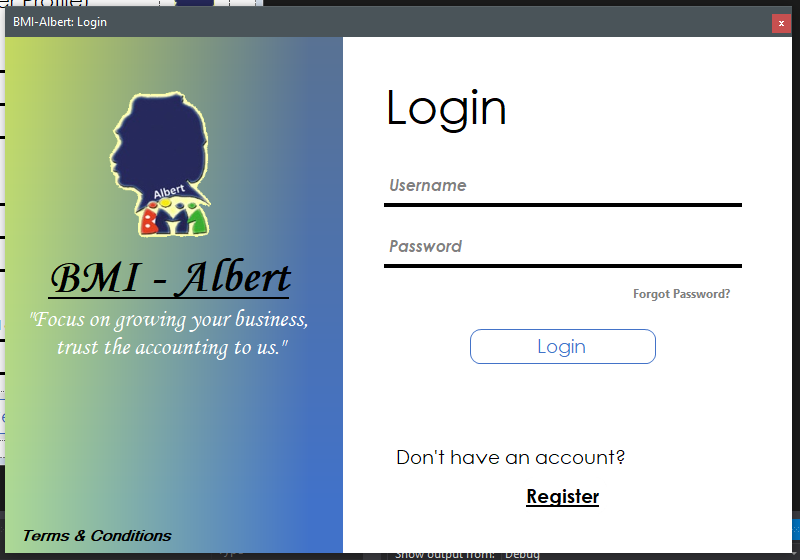 BMI-Albert: Login
x
Login
Albert
BMA
Username
Password
Forgot Password?
BMI - Albert
"Focus on growing your business,
trust the accounting to us."
Login
Don't have an account?
Register
Terms & Conditions
Show output from: Debug